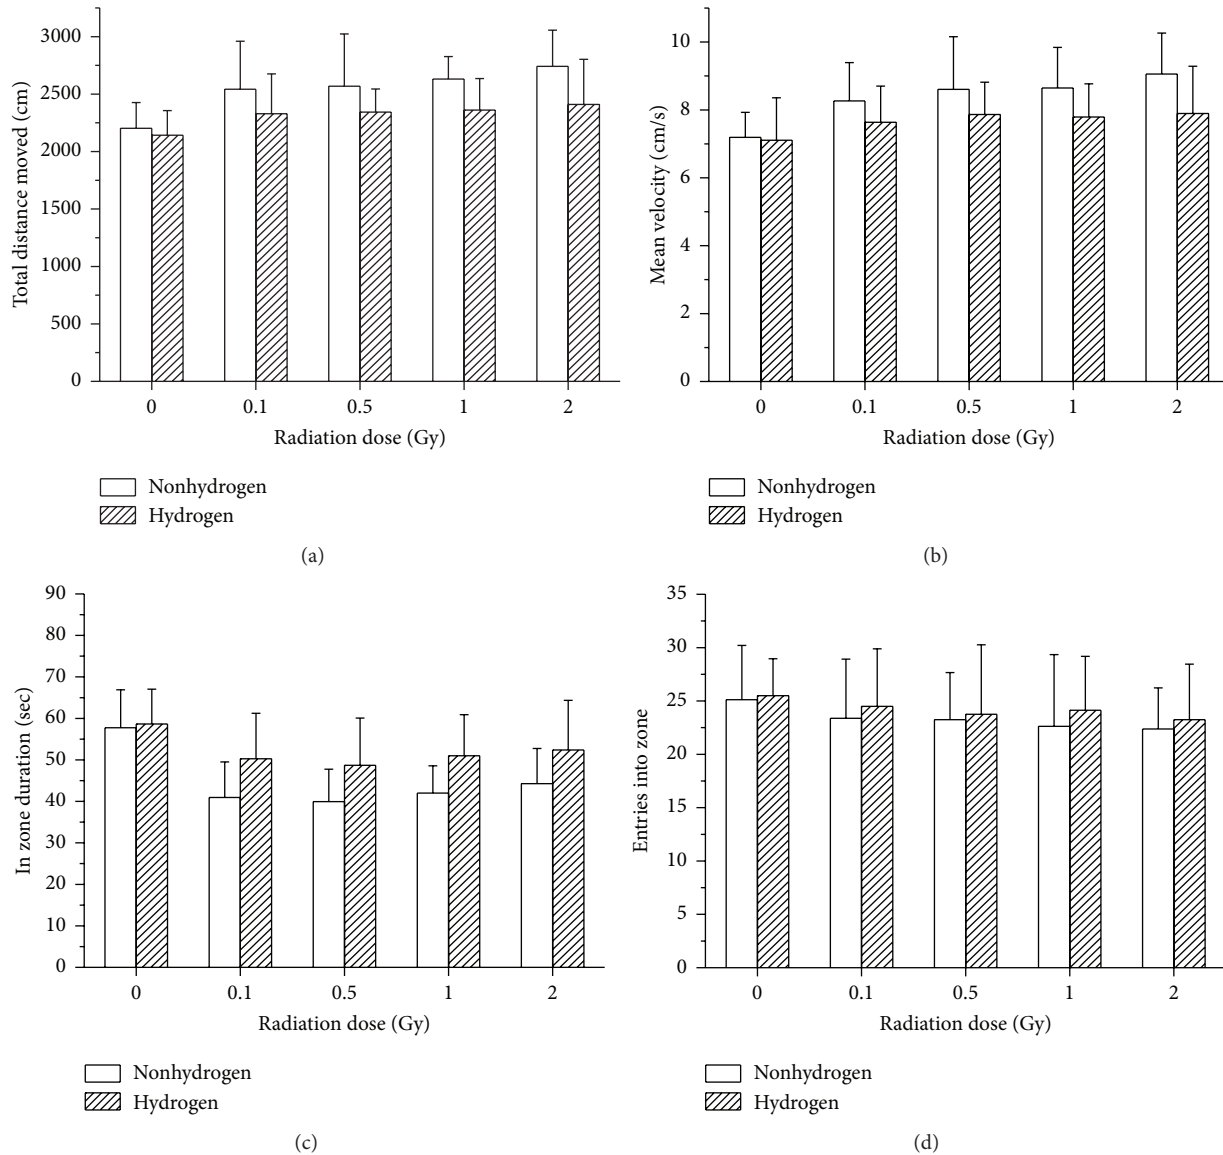 3000
2500
2000
1500
1000
500
0
Total distance moved (cm)
0 0.1 0.5 1 2
Radiation dose (Gy)
Nonhydrogen
Hydrogen
(a)
10
8
6
4
2
0
Mean velocity (cm/s)
0 0.1 0.5 1 2
Radiation dose (Gy)
Nonhydrogen
Hydrogen
(b)
90
80
70
60
50
40
30
20
10
0
In zone duration (sec)
0 0.1 0.5 1 2
Radiation dose (Gy)
Nonhydrogen
Hydrogen
(c)
35
30
25
20
15
10
5
0
Entries into zone
0 0.1 0.5 1 2
Radiation dose (Gy)
Nonhydrogen
Hydrogen
(d)